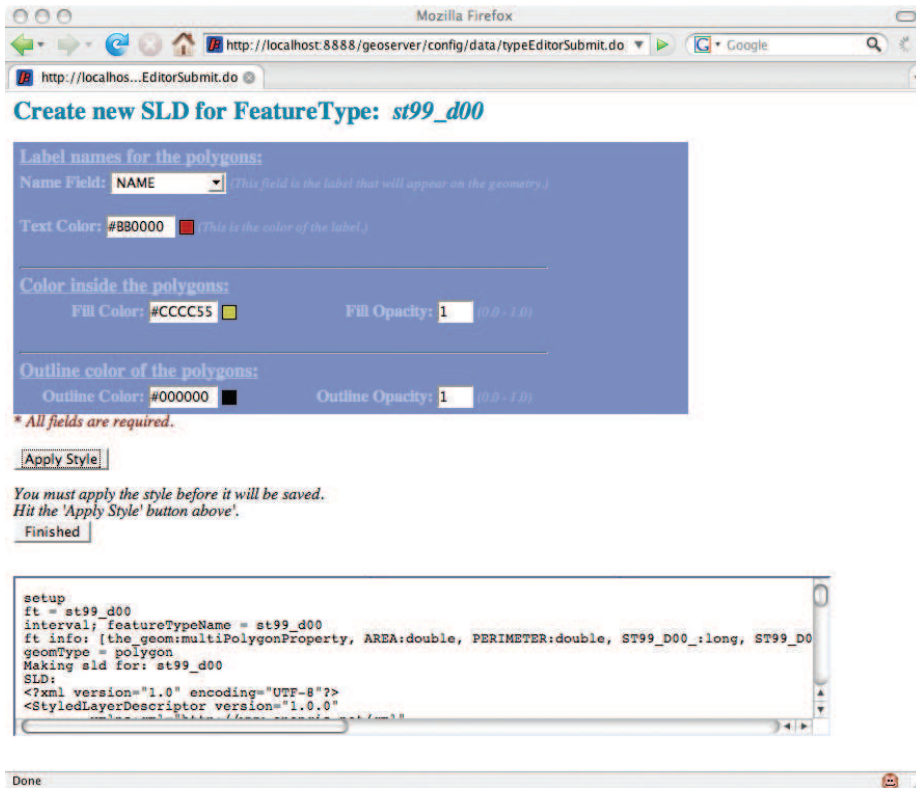 Mozilla Firefox
http://localhost:8888/geoserver/config/data/typeEditorSubmit.do
G Google
http://localhos...EditorSubmit.do
Create new SLD for FeatureType: st99_d00
Label names for the polygons:
Name Field: NAME (This field is the label that will appear on the geometry.)
Text Color: #BB0000 (This is the color of the label.)
Color inside the polygons:
Fill Color: #CCCC55 Fill Opacity: 1 (0.0 - 1.0)
Outline color of the polygons:
Outline Color: #000000 Outline Opacity: 1 (0.0 - 1.0)
* All fields are required.
Apply Style
You must apply the style before it will be saved.
Hit the 'Apply Style' button above'.
Finished
setup
ft = st99_d00
interval; featureTypeName = st99_d00
ft info: [the_geom:multiPolygonProperty, AREA:double, PERIMETER:double, ST99_D00_:long, ST99_D0
geomType = polygon
Making sld for: st99_d00
SLD:
<?xml version="1.0" encoding="UTF-8"?>
<StyledLayerDescriptor version="1.0.0"
Done